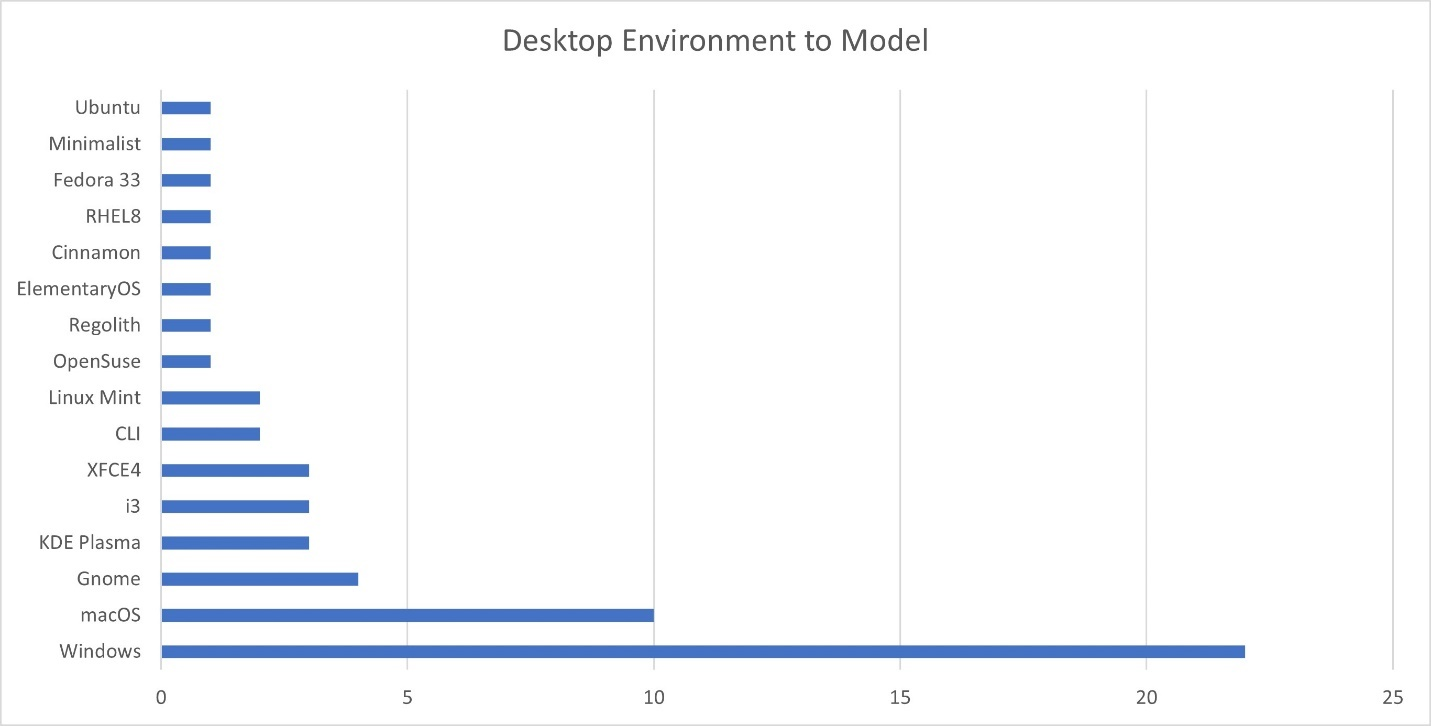 Desktop Environment to Model
Ubuntu
Minimalist
Fedora 33
RHEL8
Cinnamon
ElementaryOS
Regolith
OpenSuse
Linux Mint
CLI
XFCE4
i3
KDE Plasma
Gnome
macOS
Windows
0 5 10 15 20 25